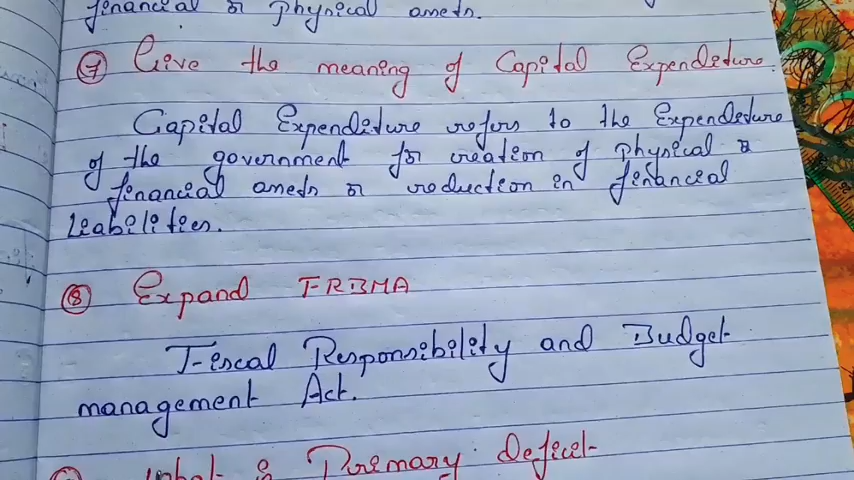 financial or physical assets.
7 Give the meaning of Capital Expenditure.
Capital Expenditure refers to the Expenditure
of the government for creation of physical &
financial assets or reduction in financial
liabilities.
8 Expand FRBMA
Fiscal Responsibility and Budget
management Act.
What is Primary deficit